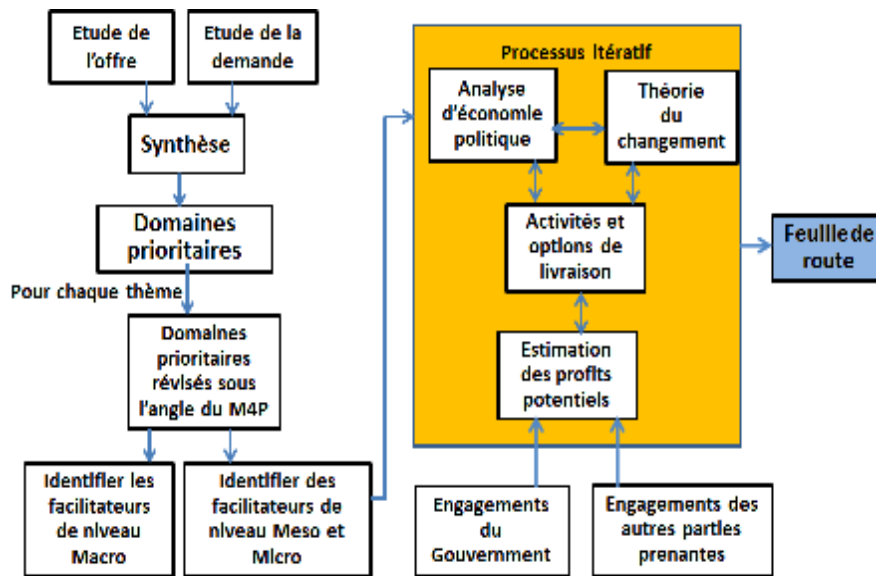 Etude de
l'offre
Etude de la
demande
Synthèse
Domaines
prioritaires
Pour chaque thème
Domaines
prioritaires
révisés sous
l'angle du M4P
Identifier les
facilitateurs
de niveau
Macro
Identifier des
facilitateurs de
niveau Meso et
Micro
Processus itératif
Analyse
d'économie
politique
Théorie
du
changement
Activités et
options de
livraison
Estimation
des profits
potentiels
Engagements
du
Gouvernment
Engagements des
autres parties
prenantes
Feuille de
route